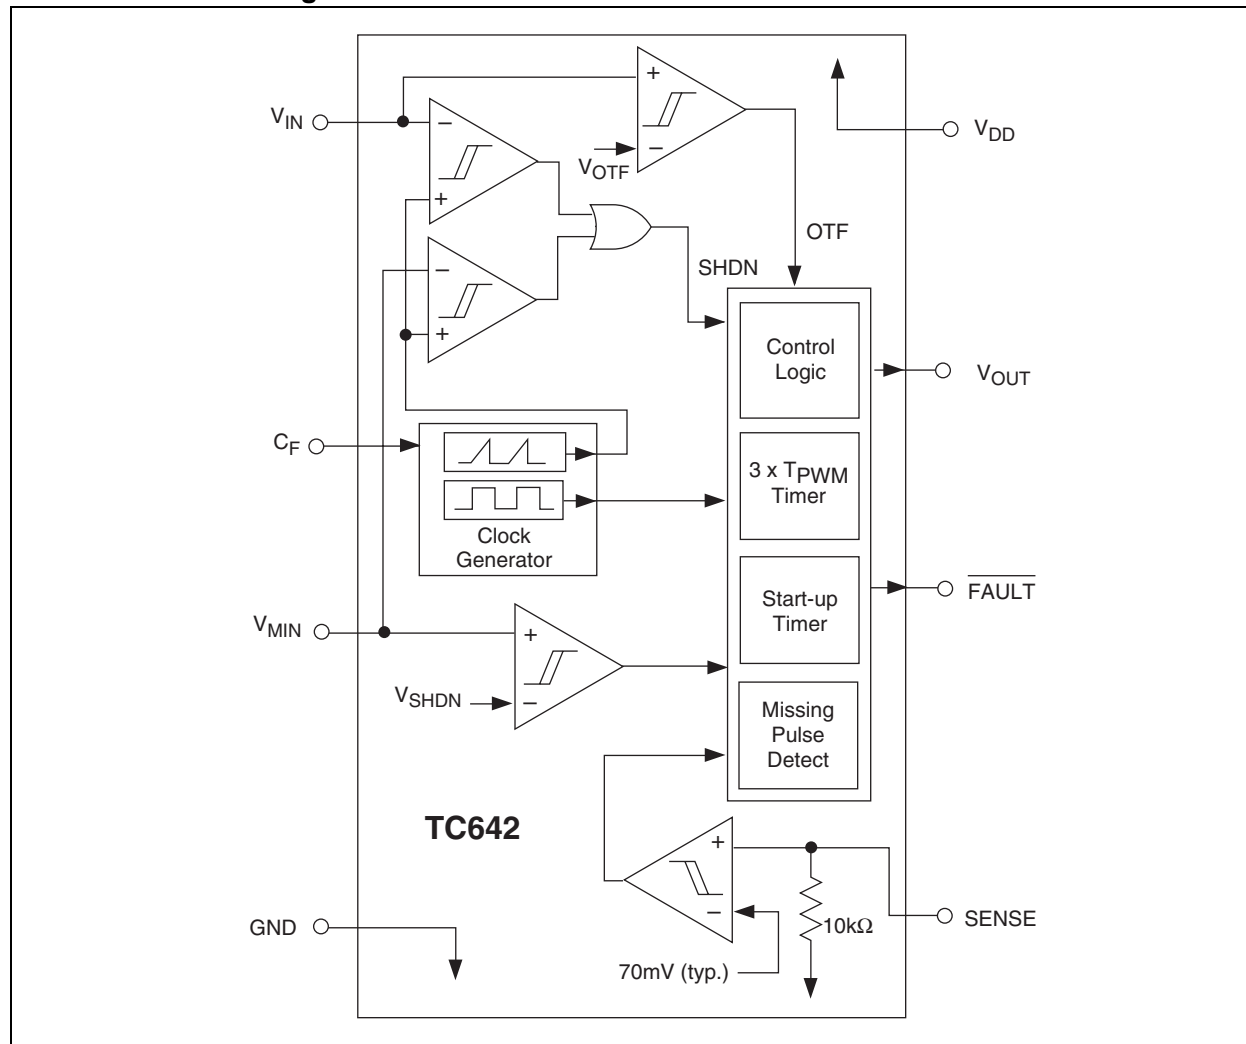 V_IN
+
−
V_OTF
−
+
V_DD
OTF
SHDN
−
+
Control
Logic
V_OUT
C_F
Clock
Generator
3 x T_PWM
Timer
FAULT
Start-up
Timer
V_MIN
+
V_SHDN
−
Missing
Pulse
Detect
TC642
+
−
10kΩ
SENSE
GND
70mV (typ.)